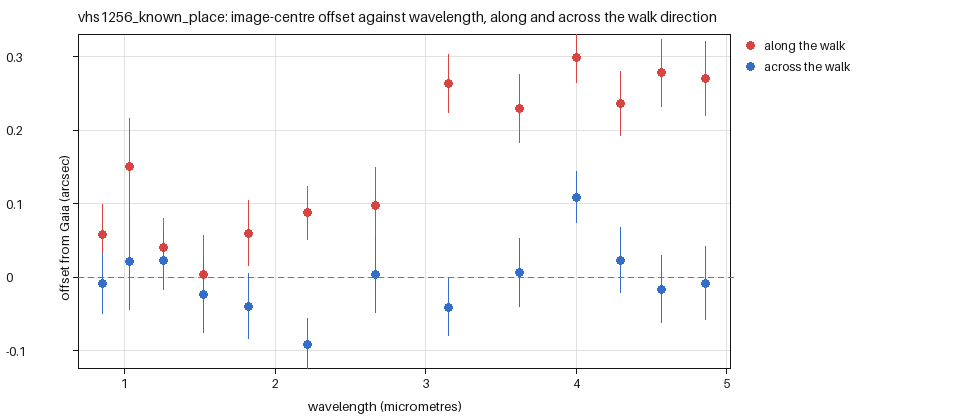 vhs1256_known_place: image-centre offset against wavelength, along and across the walk direction
along the walk
across the walk
offset from Gaia (arcsec)
0.3
0.2
0.1
0
-0.1
1
2
3
4
5
wavelength (micrometres)